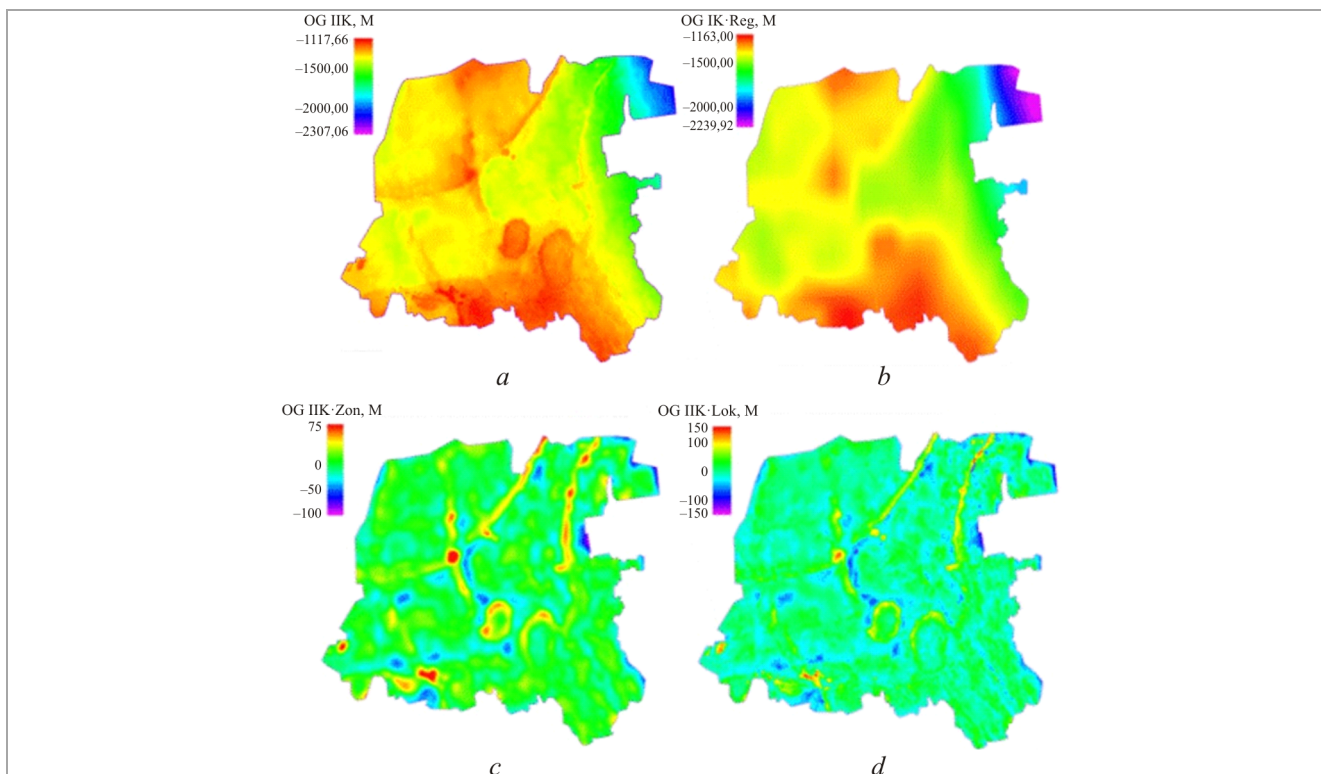 OG IIK, M
–1117,66
–1500,00
–2000,00
–2307,06
a
OG IK·Reg, M
–1163,00
–1500,00
–2000,00
–2239,92
b
OG IIK·Zon, M
75
0
–50
–100
c
OG IIK·Lok, M
150
100
0
–100
–150
d